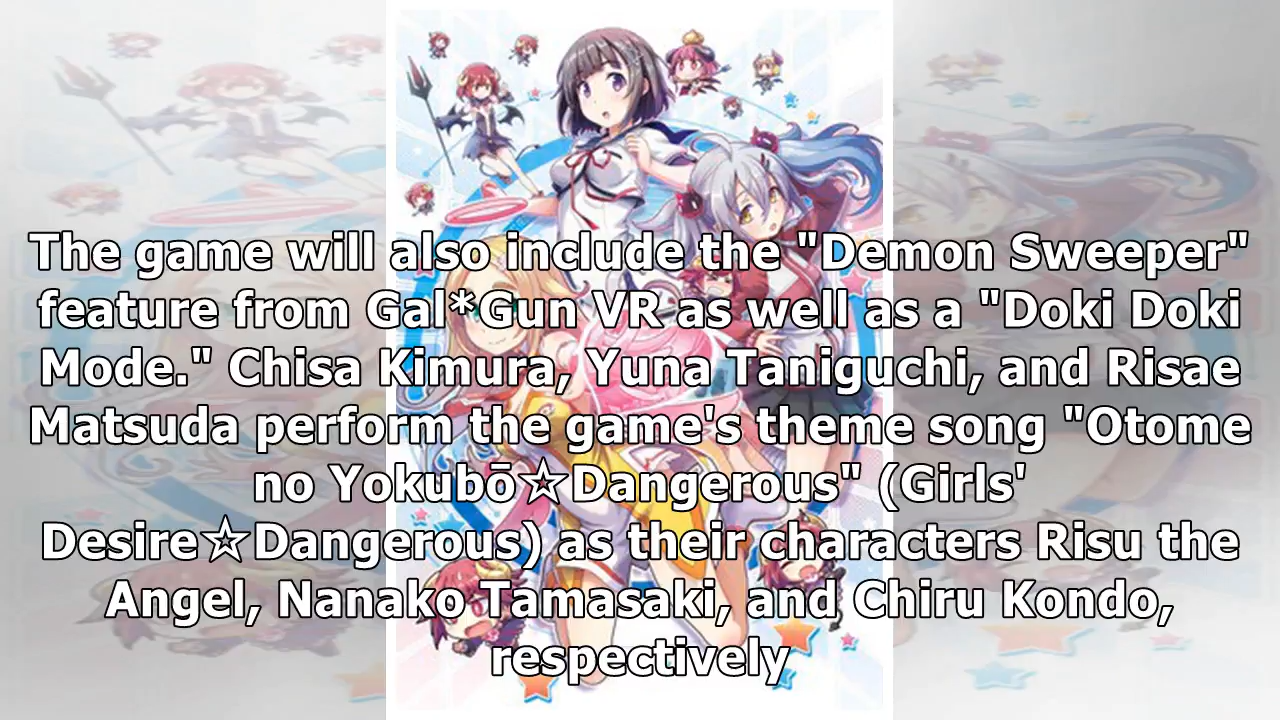 The game will also include the "Demon Sweeper"
feature from Gal*Gun VR as well as a "Doki Doki
Mode." Chisa Kimura, Yuna Taniguchi, and Risae
Matsuda perform the game's theme song "Otome
no Yokubō☆Dangerous" (Girls'
Desire☆Dangerous) as their characters Risu the
Angel, Nanako Tamasaki, and Chiru Kondo,
respectively